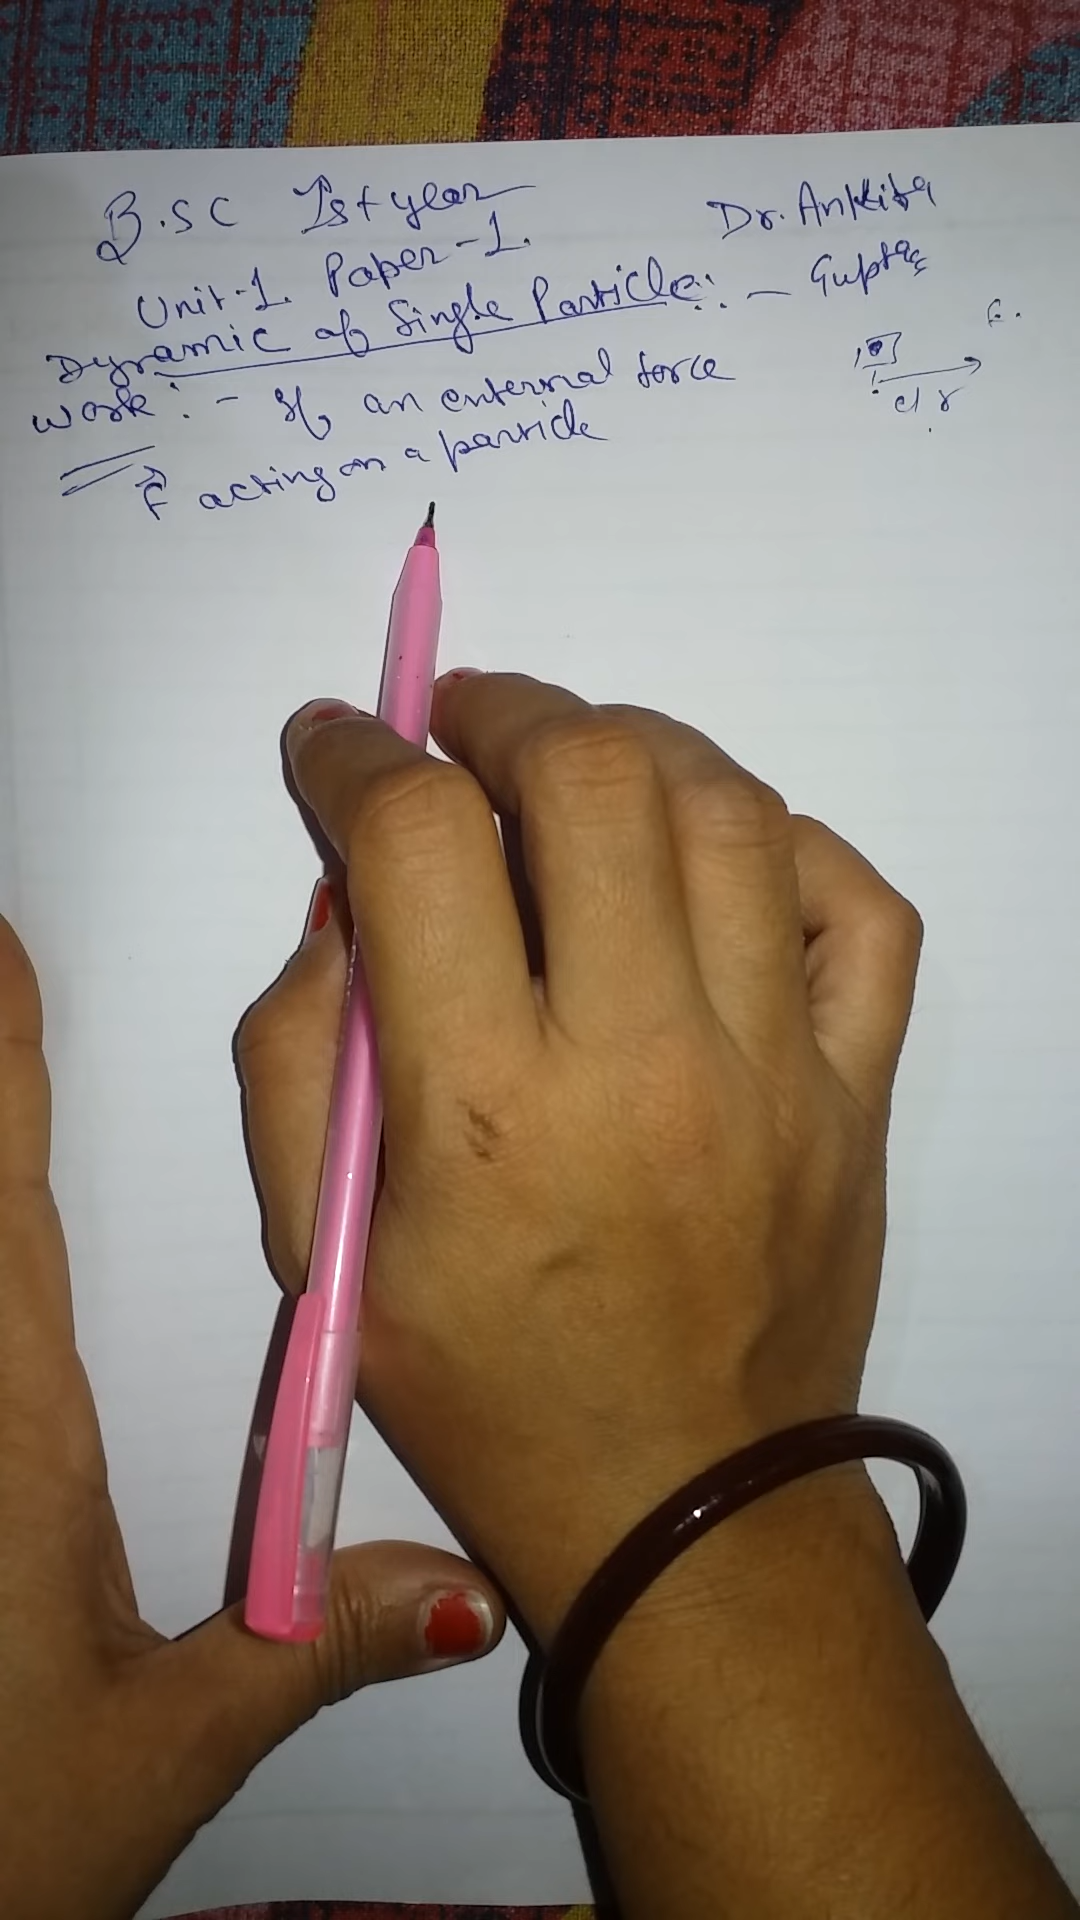 B.SC Ist year
Dr. Ankita
Unit-1. Paper-1.
Gupta
Dynamic of Single Particle:-
work:- If an external force
F⃗ acting on a particle
F.
dr